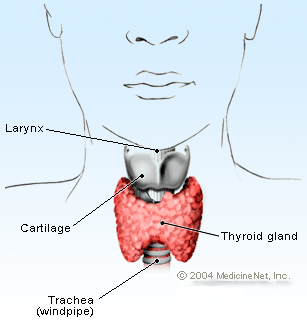 Larynx
Cartilage
Thyroid gland
© 2004 MedicineNet, Inc.
Trachea
(windpipe)